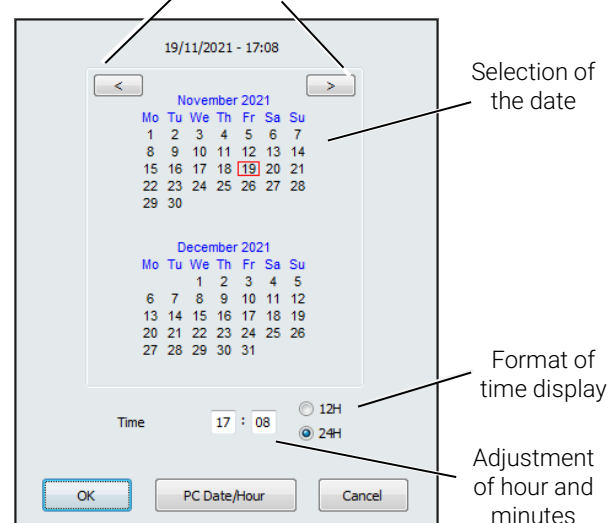 19/11/2021 - 17:08
< >
November 2021
Mo Tu We Th Fr Sa Su
1 2 3 4 5 6 7
8 9 10 11 12 13 14
15 16 17 18 19 20 21
22 23 24 25 26 27 28
29 30
December 2021
Mo Tu We Th Fr Sa Su
1 2 3 4 5
6 7 8 9 10 11 12
13 14 15 16 17 18 19
20 21 22 23 24 25 26
27 28 29 30 31
Time 17 : 08
12H
24H
OK PC Date/Hour Cancel
Selection of
the date
Format of
time display
Adjustment
of hour and
minutes